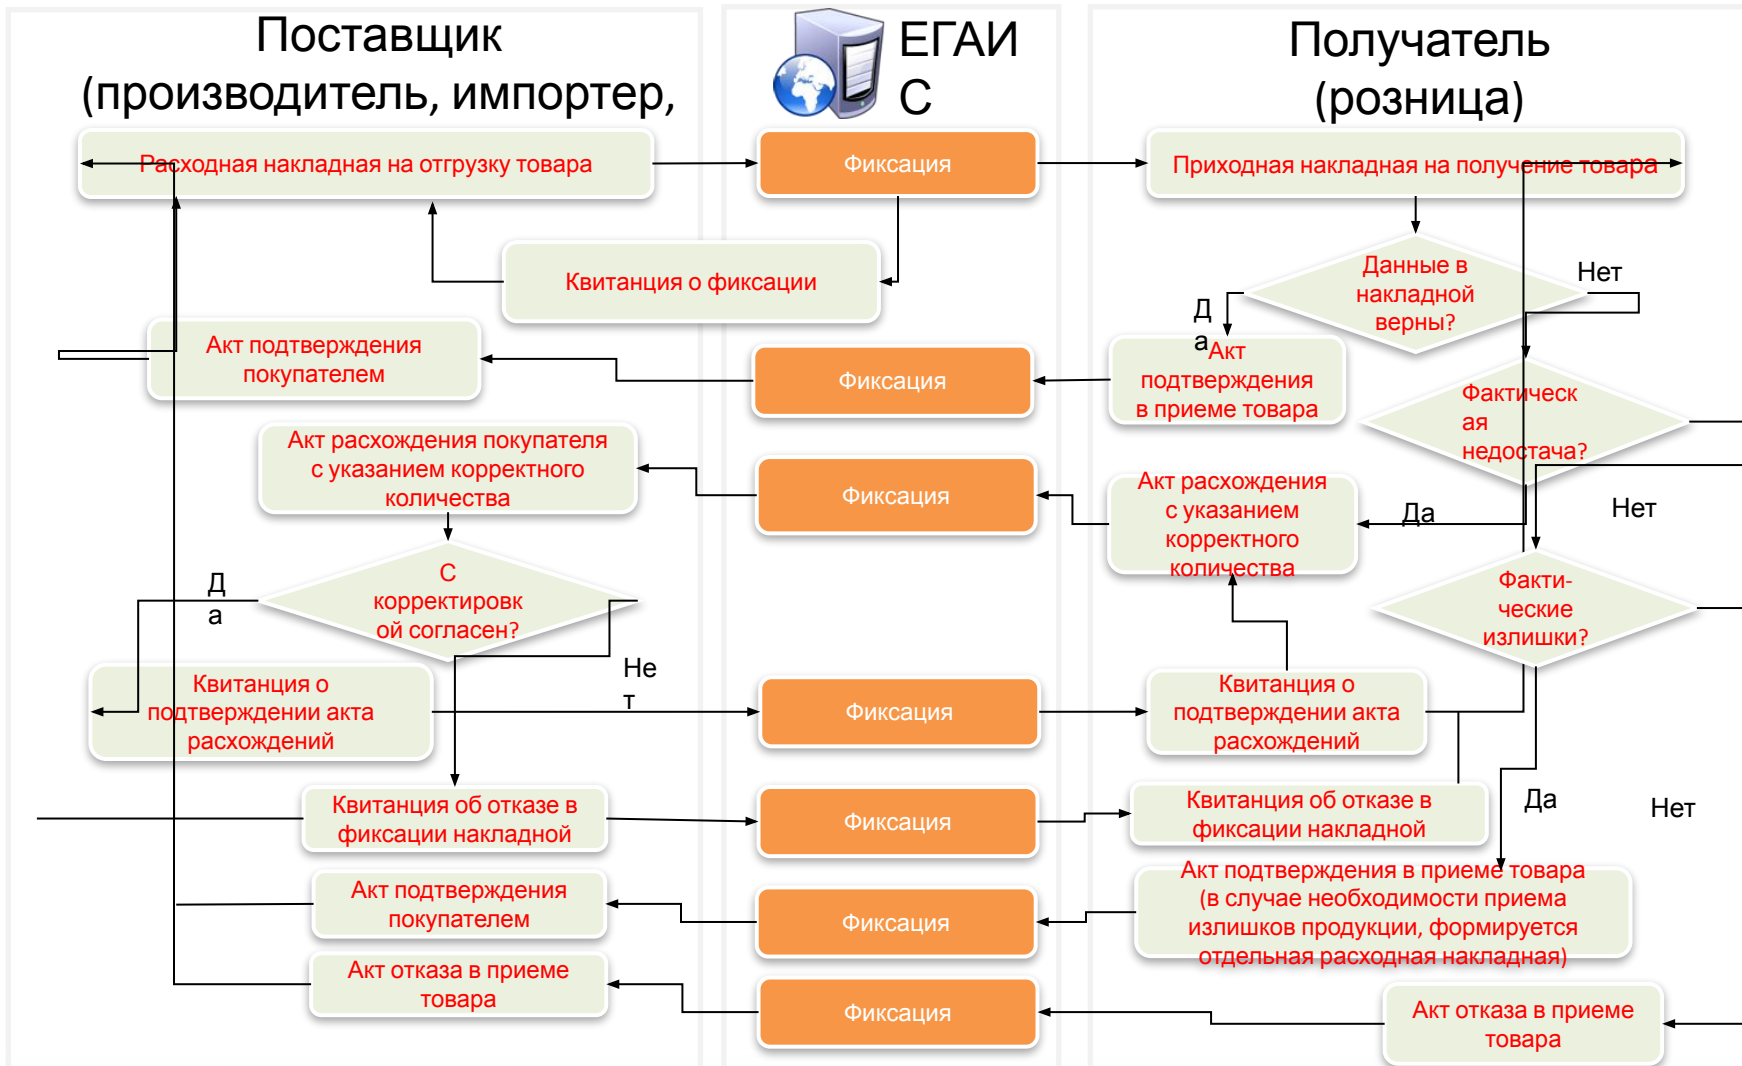 Поставщик
(производитель, импортер,
ЕГАИ
С
Получатель
(розница)
Расходная накладная на отгрузку товара
Фиксация
Приходная накладная на получение товара
Квитанция о фиксации
Данные в
накладной
верны?
Нет
Д
а
Акт подтверждения
покупателем
Фиксация
Акт
подтверждения
в приеме товара
Фактическ
ая
недостача?
Акт расхождения покупателя
с указанием корректного
количества
Фиксация
Акт расхождения
с указанием
корректного
количества
Да
Нет
С
корректировк
ой согласен?
Д
а
Не
т
Факти-
ческие
излишки?
Квитанция о
подтверждении акта
расхождений
Фиксация
Квитанция о
подтверждении акта
расхождений
Квитанция об отказе в
фиксации накладной
Фиксация
Квитанция об отказе в
фиксации накладной
Да
Нет
Акт подтверждения
покупателем
Фиксация
Акт подтверждения в приеме товара
(в случае необходимости приема
излишков продукции, формируется
отдельная расходная накладная)
Акт отказа в приеме
товара
Фиксация
Акт отказа в приеме
товара